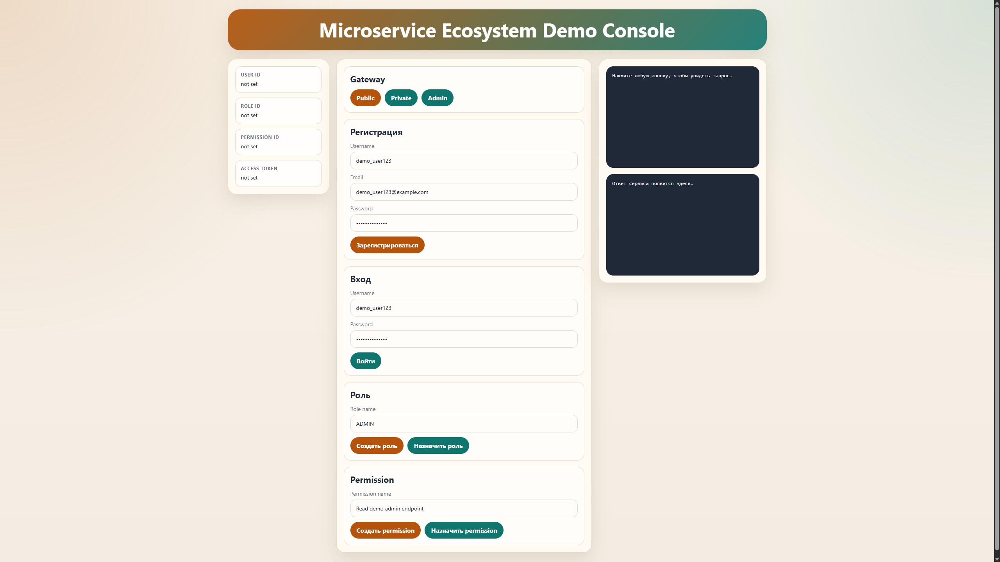 Microservice Ecosystem Demo Console
USER ID
not set
ROLE ID
not set
PERMISSION ID
not set
ACCESS TOKEN
not set
Gateway
Public Private Admin
Регистрация
Username
demo_user123
Email
demo_user123@example.com
Password
••••••••••••••
Зарегистрироваться
Вход
Username
demo_user123
Password
••••••••••••••
Войти
Роль
Role name
ADMIN
Создать роль Назначить роль
Permission
Permission name
Read demo admin endpoint
Создать permission Назначить permission
Нажмите любую кнопку, чтобы увидеть запрос.
Ответ сервиса появится здесь.